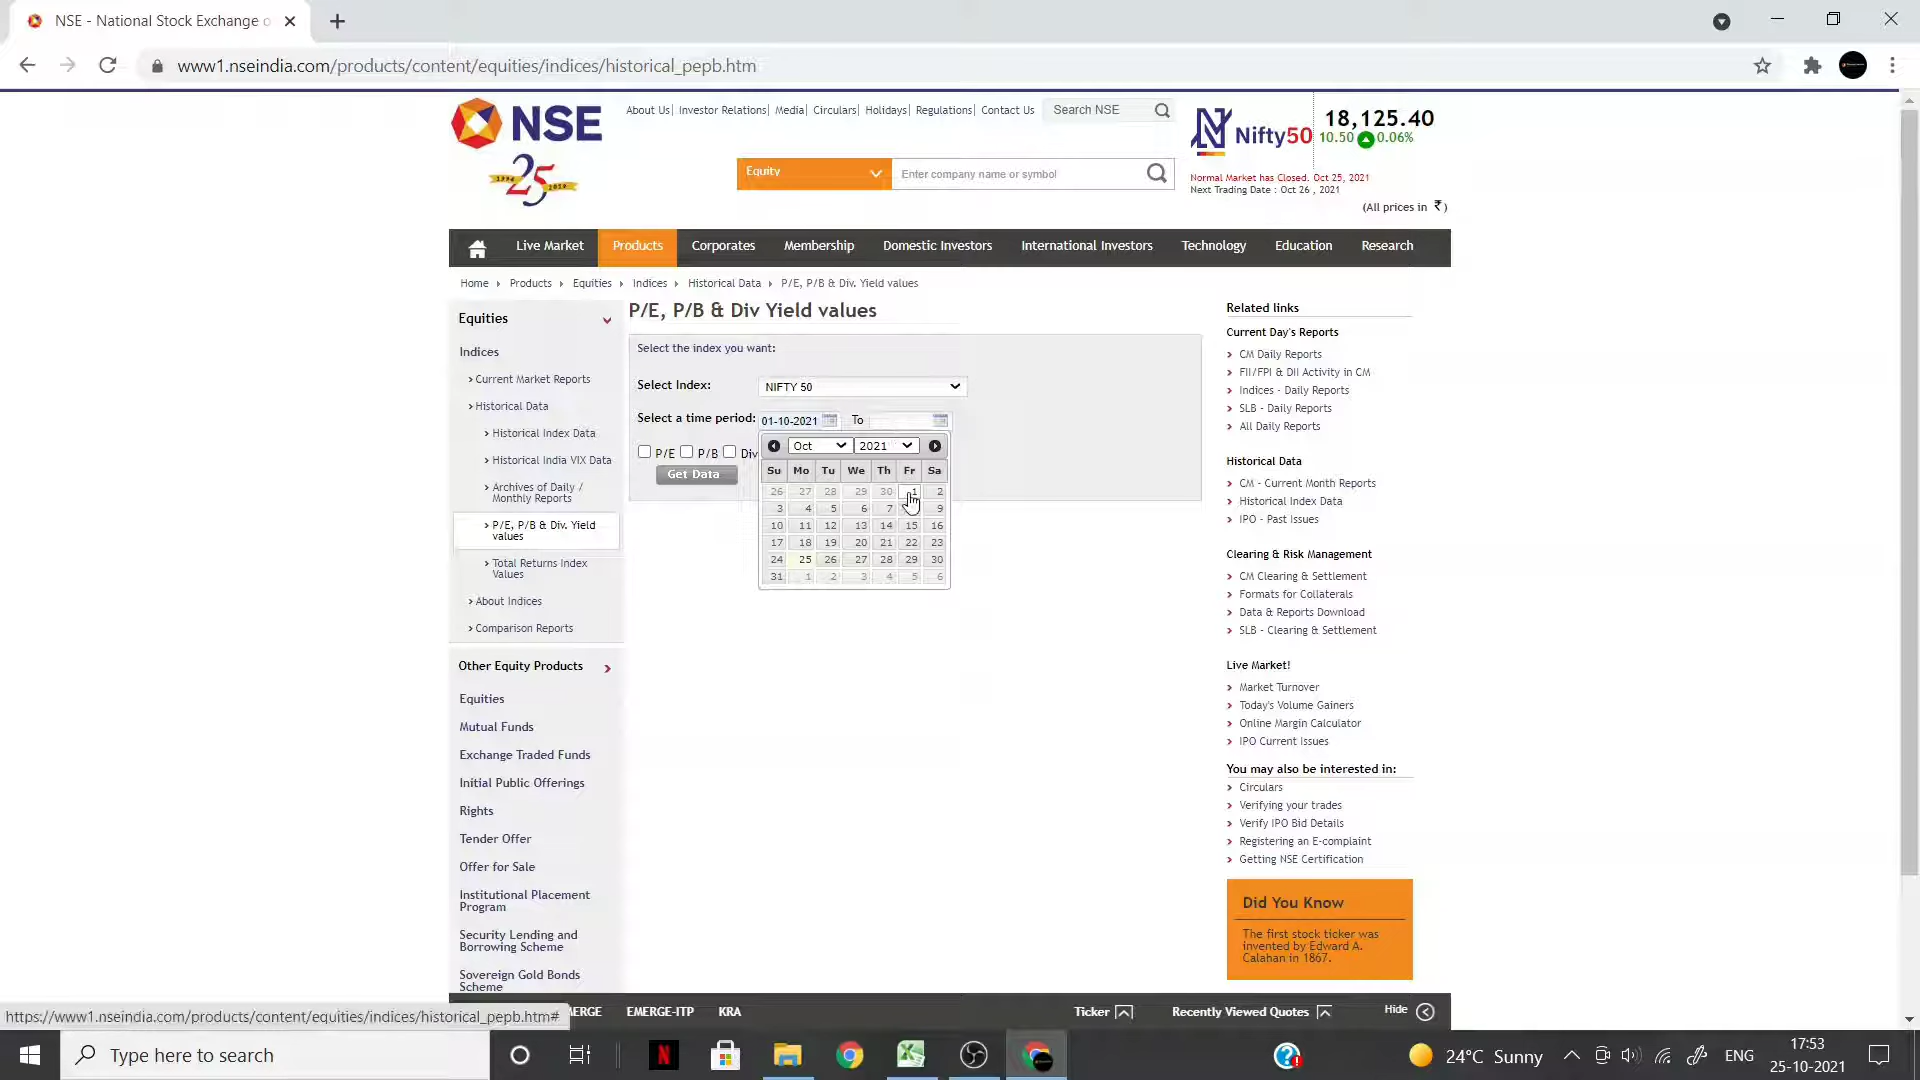 NSE - National Stock Exchange o
www1.nseindia.com/products/content/equities/indices/historical_pepb.htm
NSE
1994 25 2019
About Us| Investor Relations| Media| Circulars| Holidays| Regulations| Contact Us
Search NSE
Equity
Enter company name or symbol
Nifty50
18,125.40
10.50 0.06%
Normal Market has Closed. Oct 25, 2021
Next Trading Date : Oct 26 , 2021
(All prices in ₹)
Live Market Products Corporates Membership Domestic Investors International Investors Technology Education Research
Home Products Equities Indices Historical Data P/E, P/B & Div. Yield values
Equities
Indices
Current Market Reports
Historical Data
Historical Index Data
Historical India VIX Data
Archives of Daily /
Monthly Reports
P/E, P/B & Div. Yield
values
Total Returns Index
Values
About Indices
Comparison Reports
Other Equity Products
Equities
Mutual Funds
Exchange Traded Funds
Initial Public Offerings
Rights
Tender Offer
Offer for Sale
Institutional Placement
Program
Security Lending and
Borrowing Scheme
Sovereign Gold Bonds
Scheme
P/E, P/B & Div Yield values
Select the index you want:
Select Index: NIFTY 50
Select a time period: 01-10-2021 To
P/E P/B Div
Get Data
Oct 2021
Su Mo Tu We Th Fr Sa
26 27 28 29 30 1 2
3 4 5 6 7 9
10 11 12 13 14 15 16
17 18 19 20 21 22 23
24 25 26 27 28 29 30
31 1 2 3 4 5 6
Related links
Current Day's Reports
CM Daily Reports
FII/FPI & DII Activity in CM
Indices - Daily Reports
SLB - Daily Reports
All Daily Reports
Historical Data
CM - Current Month Reports
Historical Index Data
IPO - Past Issues
Clearing & Risk Management
CM Clearing & Settlement
Formats for Collaterals
Data & Reports Download
SLB - Clearing & Settlement
Live Market!
Market Turnover
Today's Volume Gainers
Online Margin Calculator
IPO Current Issues
You may also be interested in:
Circulars
Verifying your trades
Verify IPO Bid Details
Registering an E-complaint
Getting NSE Certification
Did You Know
The first stock ticker was
invented by Edward A.
Calahan in 1867.
https://www1.nseindia.com/products/content/equities/indices/historical_pepb.htm#
MERGE EMERGE-ITP KRA
Ticker Recently Viewed Quotes Hide
Type here to search
24°C Sunny
ENG
17:53
25-10-2021